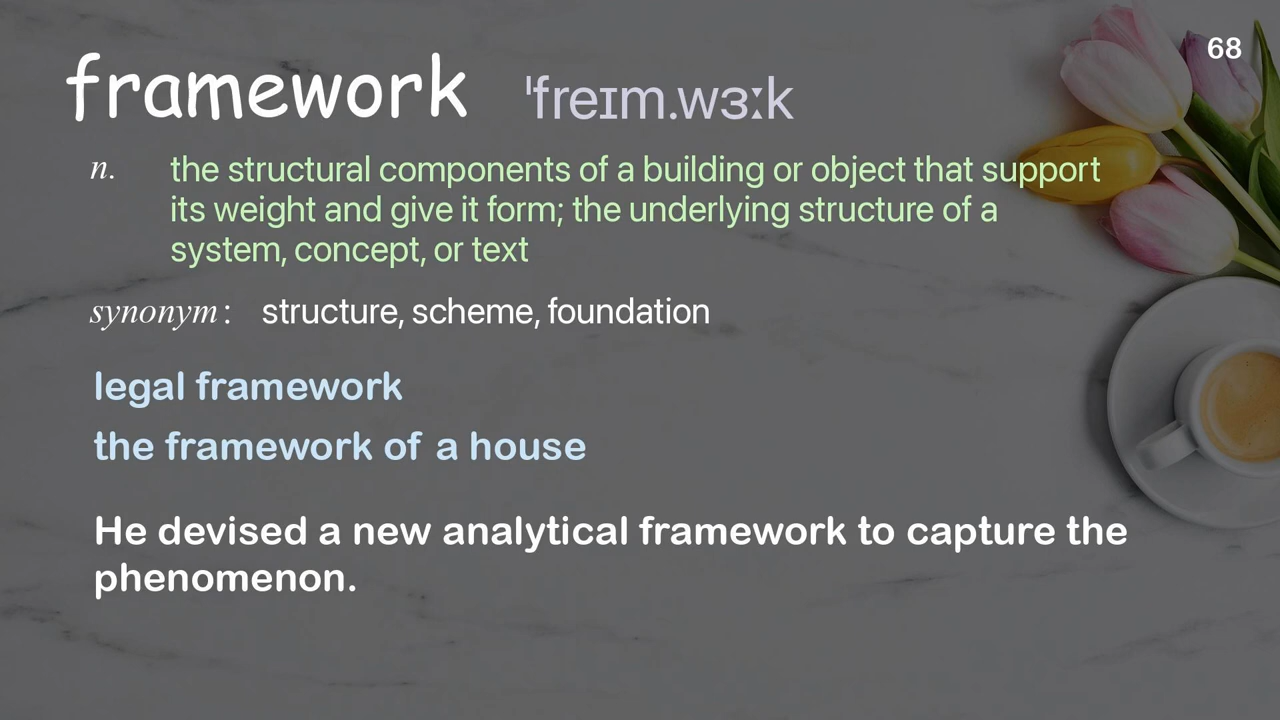 68
framework ˈfreɪm.wɜːk
n. the structural components of a building or object that support
its weight and give it form; the underlying structure of a
system, concept, or text
synonym: structure, scheme, foundation
legal framework
the framework of a house
He devised a new analytical framework to capture the
phenomenon.